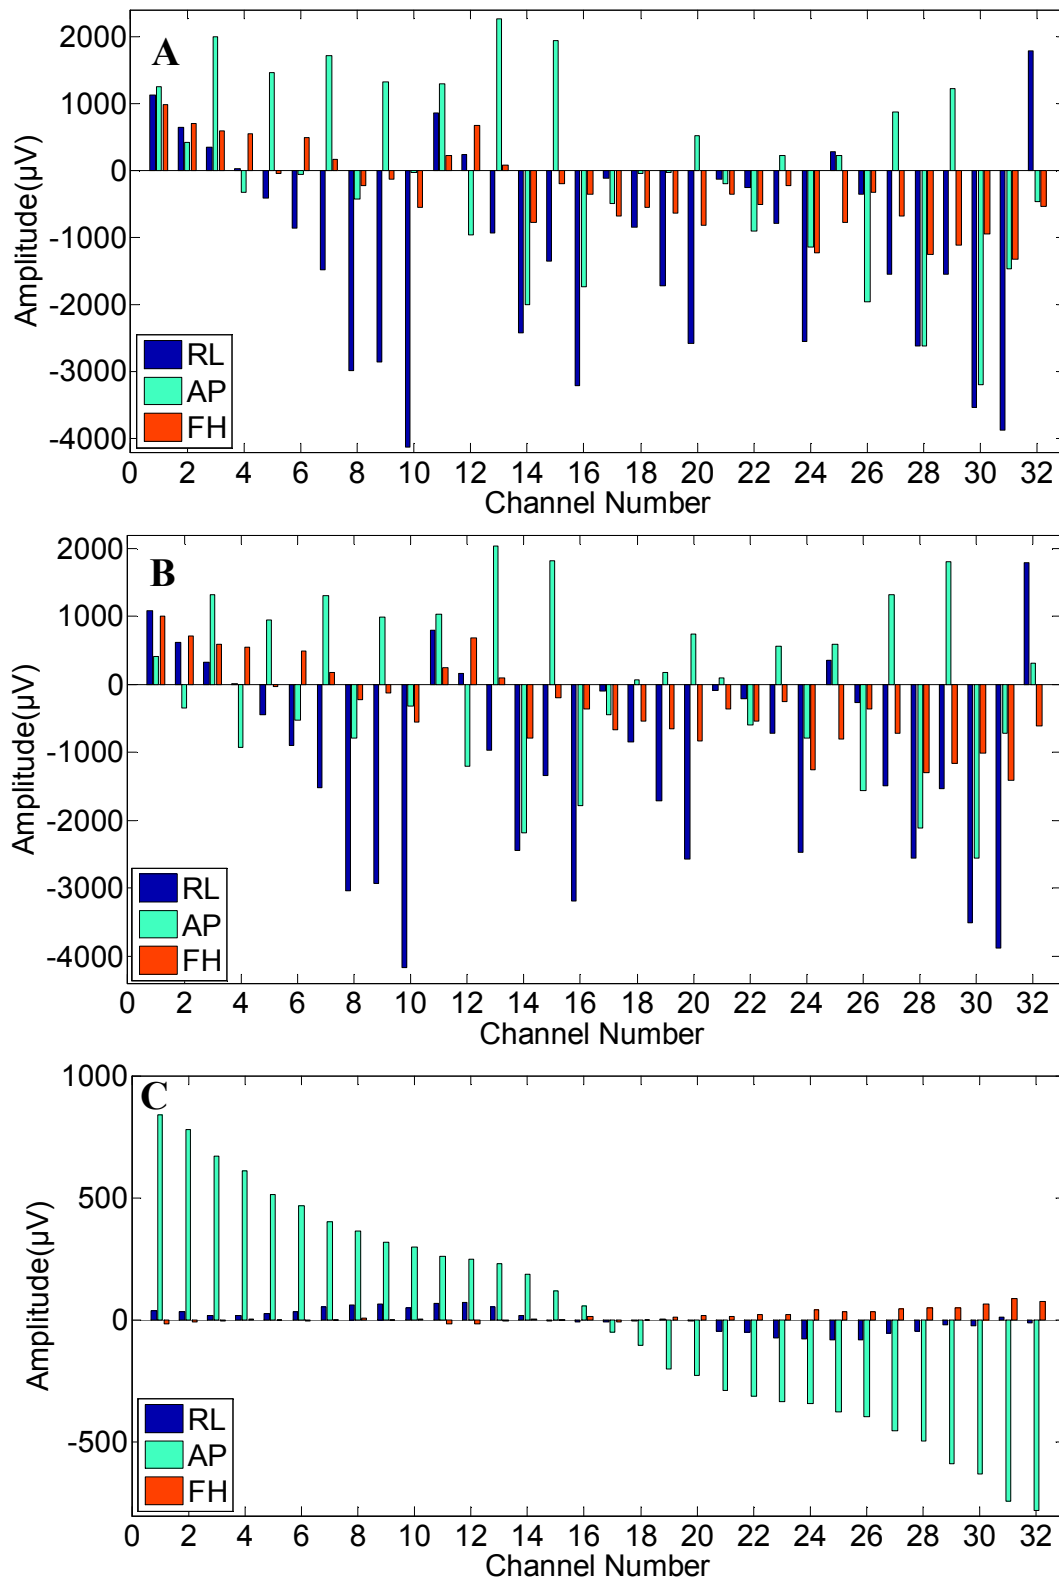 A
2000
1000
0
-1000
-2000
-3000
-4000
Amplitude(µV)
RL
AP
FH
0 2 4 6 8 10 12 14 16 18 20 22 24 26 28 30 32
Channel Number
B
2000
1000
0
-1000
-2000
-3000
-4000
Amplitude(µV)
RL
AP
FH
0 2 4 6 8 10 12 14 16 18 20 22 24 26 28 30 32
Channel Number
C
1000
500
0
-500
Amplitude(µV)
RL
AP
FH
0 2 4 6 8 10 12 14 16 18 20 22 24 26 28 30 32
Channel Number